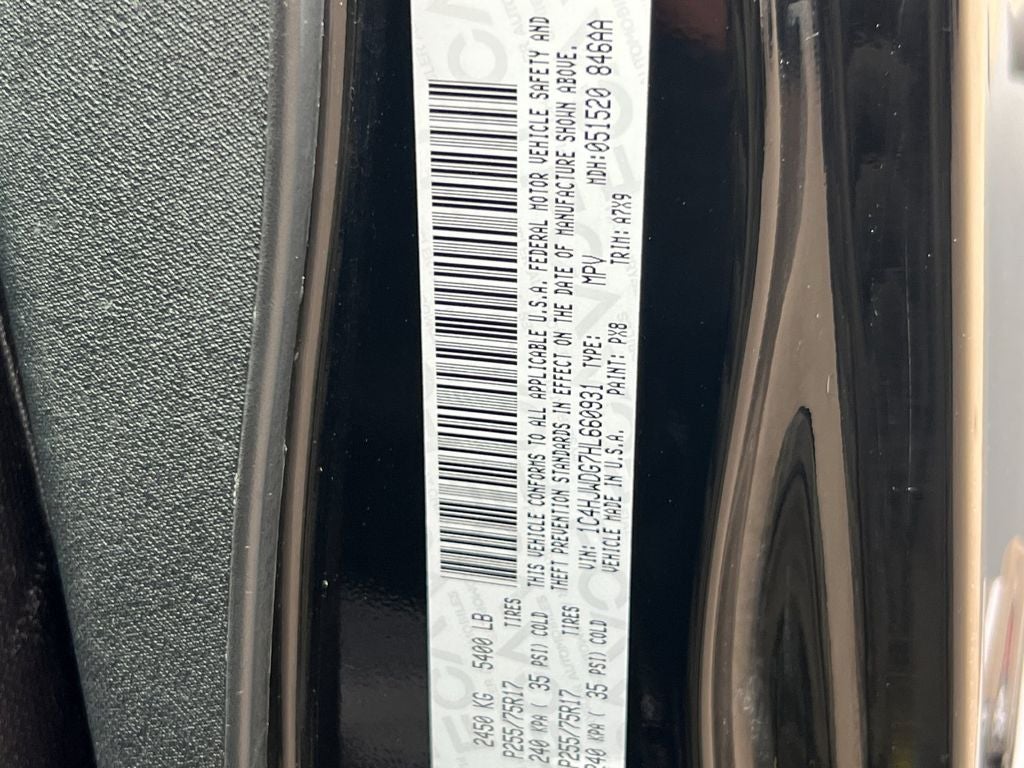 2450 KG 5400 LB
P255/75R17 TIRES
240 KPA ( 35 PSI) COLD
P255/75R17 TIRES
240 KPA ( 35 PSI) COLD
THIS VEHICLE CONFORMS TO ALL APPLICABLE U.S.A. FEDERAL MOTOR VEHICLE SAFETY AND
THEFT PREVENTION STANDARDS IN EFFECT ON THE DATE OF MANUFACTURE SHOWN ABOVE.
VIN: 1C4HJWDG7HL660931 TYPE: MPV MDH:051520 846AA
VEHICLE MADE IN U.S.A. PAINT: PX8 TRIM: A7X9